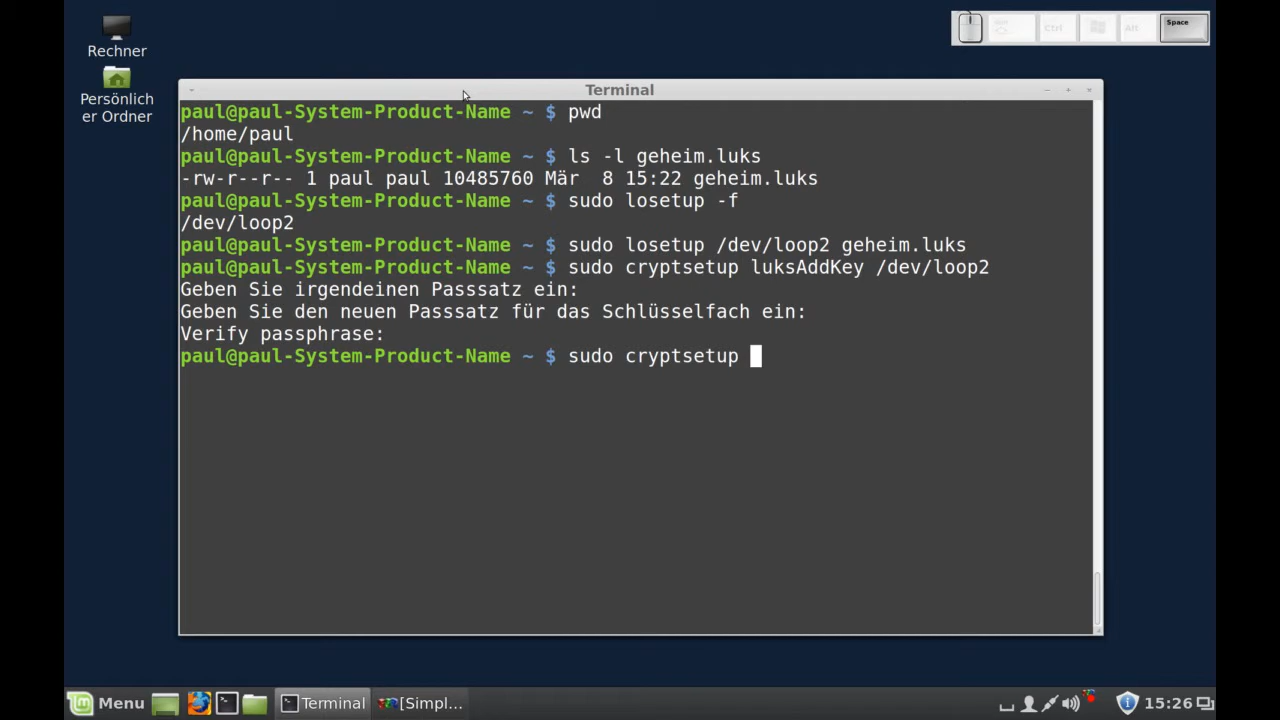 Rechner
Persönlich
er Ordner
Ctrl
Alt
Space
Terminal
paul@paul-System-Product-Name ~ $ pwd
/home/paul
paul@paul-System-Product-Name ~ $ ls -l geheim.luks
-rw-r--r-- 1 paul paul 10485760 Mär  8 15:22 geheim.luks
paul@paul-System-Product-Name ~ $ sudo losetup -f
/dev/loop2
paul@paul-System-Product-Name ~ $ sudo losetup /dev/loop2 geheim.luks
paul@paul-System-Product-Name ~ $ sudo cryptsetup luksAddKey /dev/loop2
Geben Sie irgendeinen Passsatz ein:
Geben Sie den neuen Passsatz für das Schlüsselfach ein:
Verify passphrase:
paul@paul-System-Product-Name ~ $ sudo cryptsetup
Menu
Terminal
[Simpl...
15:26